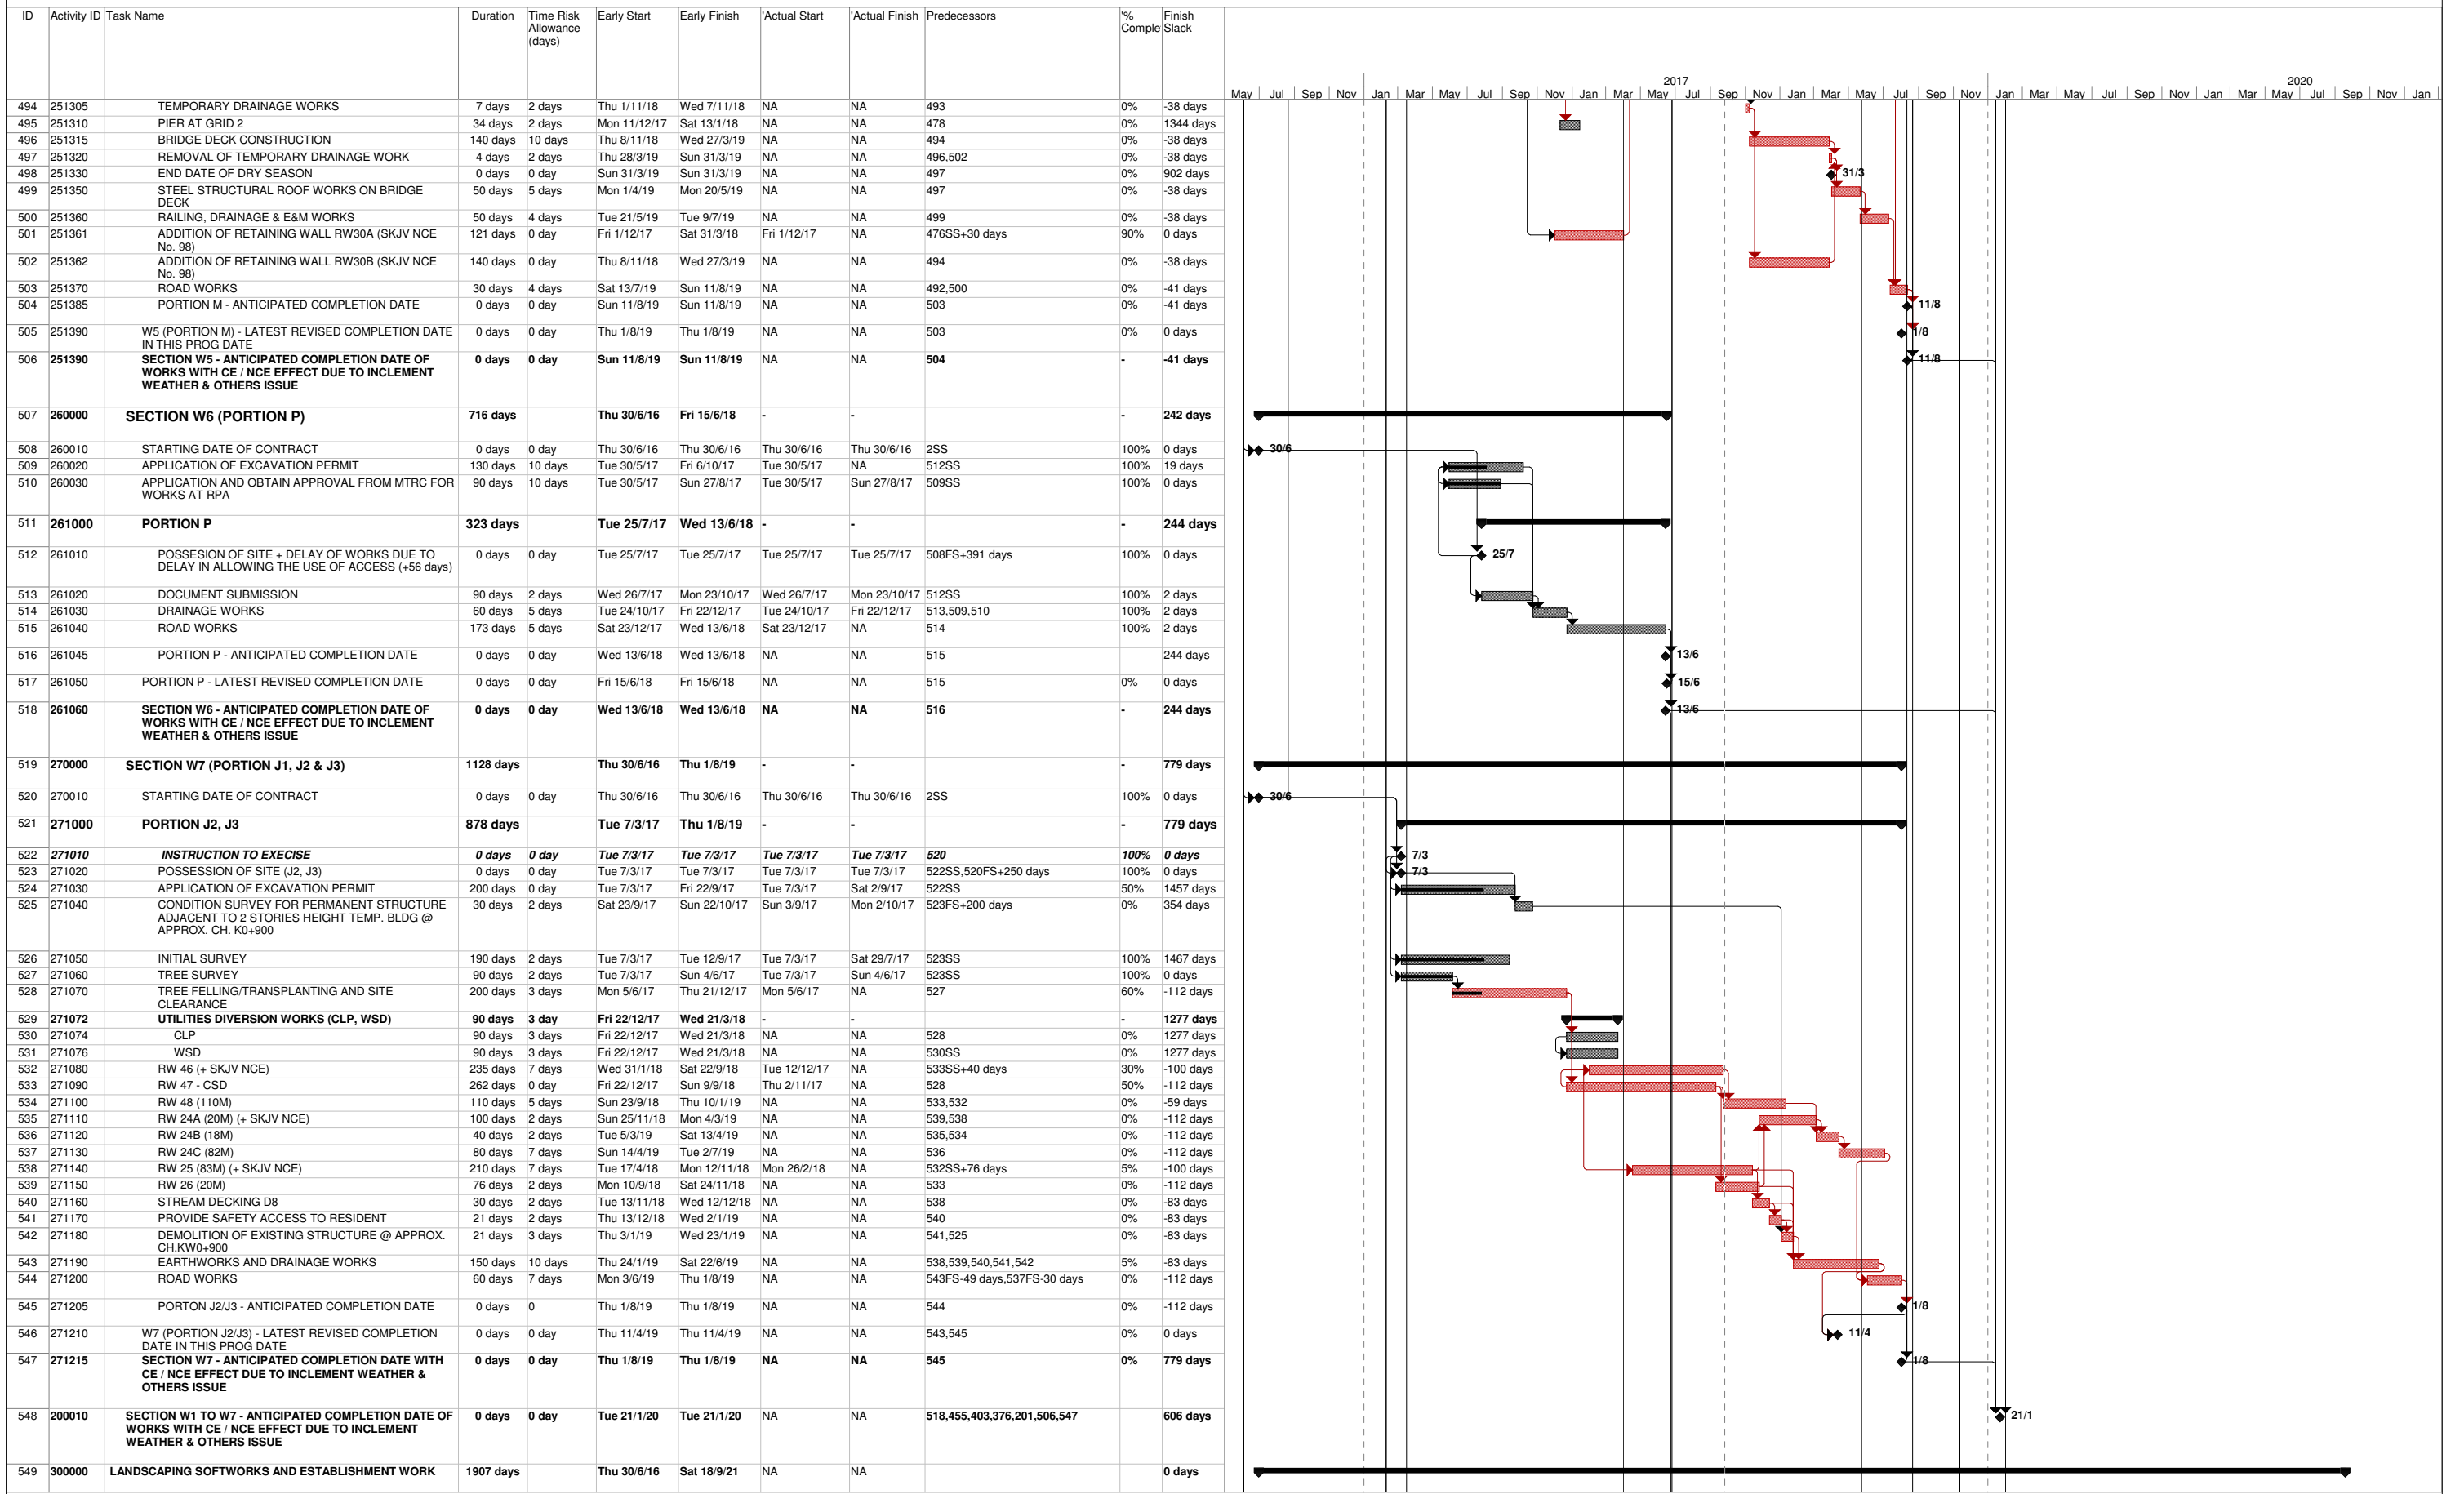 ID Activity ID Task Name Duration Time Risk Early Start Early Finish 'Actual Start 'Actual Finish Predecessors '% Finish
Allowance Comple Slack
(days)
2017 2020
May Jul Sep Nov Jan Mar May Jul Sep Nov Jan Mar May Jul Sep Nov Jan Mar May Jul Sep Nov Jan Mar May Jul Sep Nov Jan Mar May Jul Sep Nov Jan
494 251305 TEMPORARY DRAINAGE WORKS 7 days 2 days Thu 1/11/18 Wed 7/11/18 NA NA 493 0% -38 days
495 251310 PIER AT GRID 2 34 days 2 days Mon 11/12/17 Sat 13/1/18 NA NA 478 0% 1344 days
496 251315 BRIDGE DECK CONSTRUCTION 140 days 10 days Thu 8/11/18 Wed 27/3/19 NA NA 494 0% -38 days
497 251320 REMOVAL OF TEMPORARY DRAINAGE WORK 4 days 2 days Thu 28/3/19 Sun 31/3/19 NA NA 496,502 0% -38 days
498 251330 END DATE OF DRY SEASON 0 days 0 day Sun 31/3/19 Sun 31/3/19 NA NA 497 0% 902 days 31/3
499 251350 STEEL STRUCTURAL ROOF WORKS ON BRIDGE 50 days 5 days Mon 1/4/19 Mon 20/5/19 NA NA 497 0% -38 days
DECK
500 251360 RAILING, DRAINAGE & E&M WORKS 50 days 4 days Tue 21/5/19 Tue 9/7/19 NA NA 499 0% -38 days
501 251361 ADDITION OF RETAINING WALL RW30A (SKJV NCE 121 days 0 day Fri 1/12/17 Sat 31/3/18 Fri 1/12/17 NA 476SS+30 days 90% 0 days
No. 98)
502 251362 ADDITION OF RETAINING WALL RW30B (SKJV NCE 140 days 0 day Thu 8/11/18 Wed 27/3/19 NA NA 494 0% -38 days
No. 98)
503 251370 ROAD WORKS 30 days 4 days Sat 13/7/19 Sun 11/8/19 NA NA 492,500 0% -41 days
504 251385 PORTION M - ANTICIPATED COMPLETION DATE 0 days 0 day Sun 11/8/19 Sun 11/8/19 NA NA 503 0% -41 days 11/8
505 251390 W5 (PORTION M) - LATEST REVISED COMPLETION DATE 0 days 0 day Thu 1/8/19 Thu 1/8/19 NA NA 503 0% 0 days 1/8
IN THIS PROG DATE
506 251390 SECTION W5 - ANTICIPATED COMPLETION DATE OF 0 days 0 day Sun 11/8/19 Sun 11/8/19 NA NA 504 - -41 days 11/8
WORKS WITH CE / NCE EFFECT DUE TO INCLEMENT
WEATHER & OTHERS ISSUE
507 260000 SECTION W6 (PORTION P) 716 days Thu 30/6/16 Fri 15/6/18 - - - 242 days
508 260010 STARTING DATE OF CONTRACT 0 days 0 day Thu 30/6/16 Thu 30/6/16 Thu 30/6/16 Thu 30/6/16 2SS 100% 0 days 30/6
509 260020 APPLICATION OF EXCAVATION PERMIT 130 days 10 days Tue 30/5/17 Fri 6/10/17 Tue 30/5/17 NA 512SS 100% 19 days
510 260030 APPLICATION AND OBTAIN APPROVAL FROM MTRC FOR 90 days 10 days Tue 30/5/17 Sun 27/8/17 Tue 30/5/17 Sun 27/8/17 509SS 100% 0 days
WORKS AT RPA
511 261000 PORTION P 323 days Tue 25/7/17 Wed 13/6/18 - - - 244 days
512 261010 POSSESION OF SITE + DELAY OF WORKS DUE TO 0 days 0 day Tue 25/7/17 Tue 25/7/17 Tue 25/7/17 Tue 25/7/17 508FS+391 days 100% 0 days 25/7
DELAY IN ALLOWING THE USE OF ACCESS (+56 days)
513 261020 DOCUMENT SUBMISSION 90 days 2 days Wed 26/7/17 Mon 23/10/17 Wed 26/7/17 Mon 23/10/17 512SS 100% 2 days
514 261030 DRAINAGE WORKS 60 days 5 days Tue 24/10/17 Fri 22/12/17 Tue 24/10/17 Fri 22/12/17 513,509,510 100% 2 days
515 261040 ROAD WORKS 173 days 5 days Sat 23/12/17 Wed 13/6/18 Sat 23/12/17 NA 514 100% 2 days
516 261045 PORTION P - ANTICIPATED COMPLETION DATE 0 days 0 day Wed 13/6/18 Wed 13/6/18 NA NA 515 244 days 13/6
517 261050 PORTION P - LATEST REVISED COMPLETION DATE 0 days 0 day Fri 15/6/18 Fri 15/6/18 NA NA 515 0% 0 days 15/6
518 261060 SECTION W6 - ANTICIPATED COMPLETION DATE OF 0 days 0 day Wed 13/6/18 Wed 13/6/18 NA NA 516 - 244 days 13/6
WORKS WITH CE / NCE EFFECT DUE TO INCLEMENT
WEATHER & OTHERS ISSUE
519 270000 SECTION W7 (PORTION J1, J2 & J3) 1128 days Thu 30/6/16 Thu 1/8/19 - - - 779 days
520 270010 STARTING DATE OF CONTRACT 0 days 0 day Thu 30/6/16 Thu 30/6/16 Thu 30/6/16 Thu 30/6/16 2SS 100% 0 days 30/6
521 271000 PORTION J2, J3 878 days Tue 7/3/17 Thu 1/8/19 - - - 779 days
522 271010 INSTRUCTION TO EXECISE 0 days 0 day Tue 7/3/17 Tue 7/3/17 Tue 7/3/17 Tue 7/3/17 520 100% 0 days 7/3
523 271020 POSSESSION OF SITE (J2, J3) 0 days 0 day Tue 7/3/17 Tue 7/3/17 Tue 7/3/17 Tue 7/3/17 522SS,520FS+250 days 100% 0 days 7/3
524 271030 APPLICATION OF EXCAVATION PERMIT 200 days 0 day Tue 7/3/17 Fri 22/9/17 Tue 7/3/17 Sat 2/9/17 522SS 50% 1457 days
525 271040 CONDITION SURVEY FOR PERMANENT STRUCTURE 30 days 2 days Sat 23/9/17 Sun 22/10/17 Sun 3/9/17 Mon 2/10/17 523FS+200 days 0% 354 days
ADJACENT TO 2 STORIES HEIGHT TEMP. BLDG @
APPROX. CH. K0+900
526 271050 INITIAL SURVEY 190 days 2 days Tue 7/3/17 Tue 12/9/17 Tue 7/3/17 Sat 29/7/17 523SS 100% 1467 days
527 271060 TREE SURVEY 90 days 2 days Tue 7/3/17 Sun 4/6/17 Tue 7/3/17 Sun 4/6/17 523SS 100% 0 days
528 271070 TREE FELLING/TRANSPLANTING AND SITE 200 days 3 days Mon 5/6/17 Thu 21/12/17 Mon 5/6/17 NA 527 60% -112 days
CLEARANCE
529 271072 UTILITIES DIVERSION WORKS (CLP, WSD) 90 days 3 day Fri 22/12/17 Wed 21/3/18 - - - 1277 days
530 271074 CLP 90 days 3 days Fri 22/12/17 Wed 21/3/18 NA NA 528 0% 1277 days
531 271076 WSD 90 days 3 days Fri 22/12/17 Wed 21/3/18 NA NA 530SS 0% 1277 days
532 271080 RW 46 (+ SKJV NCE) 235 days 7 days Wed 31/1/18 Sat 22/9/18 Tue 12/12/17 NA 533SS+40 days 30% -100 days
533 271090 RW 47 - CSD 262 days 0 day Fri 22/12/17 Sun 9/9/18 Thu 2/11/17 NA 528 50% -112 days
534 271100 RW 48 (110M) 110 days 5 days Sun 23/9/18 Thu 10/1/19 NA NA 533,532 0% -59 days
535 271110 RW 24A (20M) (+ SKJV NCE) 100 days 2 days Sun 25/11/18 Mon 4/3/19 NA NA 539,538 0% -112 days
536 271120 RW 24B (18M) 40 days 2 days Tue 5/3/19 Sat 13/4/19 NA NA 535,534 0% -112 days
537 271130 RW 24C (82M) 80 days 7 days Sun 14/4/19 Tue 2/7/19 NA NA 536 0% -112 days
538 271140 RW 25 (83M) (+ SKJV NCE) 210 days 7 days Tue 17/4/18 Mon 12/11/18 Mon 26/2/18 NA 532SS+76 days 5% -100 days
539 271150 RW 26 (20M) 76 days 2 days Mon 10/9/18 Sat 24/11/18 NA NA 533 0% -112 days
540 271160 STREAM DECKING D8 30 days 2 days Tue 13/11/18 Wed 12/12/18 NA NA 538 0% -83 days
541 271170 PROVIDE SAFETY ACCESS TO RESIDENT 21 days 2 days Thu 13/12/18 Wed 2/1/19 NA NA 540 0% -83 days
542 271180 DEMOLITION OF EXISTING STRUCTURE @ APPROX. 21 days 3 days Thu 3/1/19 Wed 23/1/19 NA NA 541,525 0% -83 days
CH.KW0+900
543 271190 EARTHWORKS AND DRAINAGE WORKS 150 days 10 days Thu 24/1/19 Sat 22/6/19 NA NA 538,539,540,541,542 5% -83 days
544 271200 ROAD WORKS 60 days 7 days Mon 3/6/19 Thu 1/8/19 NA NA 543FS-49 days,537FS-30 days 0% -112 days
545 271205 PORTON J2/J3 - ANTICIPATED COMPLETION DATE 0 days 0 Thu 1/8/19 Thu 1/8/19 NA NA 544 0% -112 days 1/8
546 271210 W7 (PORTION J2/J3) - LATEST REVISED COMPLETION 0 days 0 day Thu 11/4/19 Thu 11/4/19 NA NA 543,545 0% 0 days 11/4
DATE IN THIS PROG DATE
547 271215 SECTION W7 - ANTICIPATED COMPLETION DATE WITH 0 days 0 day Thu 1/8/19 Thu 1/8/19 NA NA 545 0% 779 days 1/8
CE / NCE EFFECT DUE TO INCLEMENT WEATHER &
OTHERS ISSUE
548 200010 SECTION W1 TO W7 - ANTICIPATED COMPLETION DATE OF 0 days 0 day Tue 21/1/20 Tue 21/1/20 NA NA 518,455,403,376,201,506,547 606 days 21/1
WORKS WITH CE / NCE EFFECT DUE TO INCLEMENT
WEATHER & OTHERS ISSUE
549 300000 LANDSCAPING SOFTWORKS AND ESTABLISHMENT WORK 1907 days Thu 30/6/16 Sat 18/9/21 NA NA 0 days